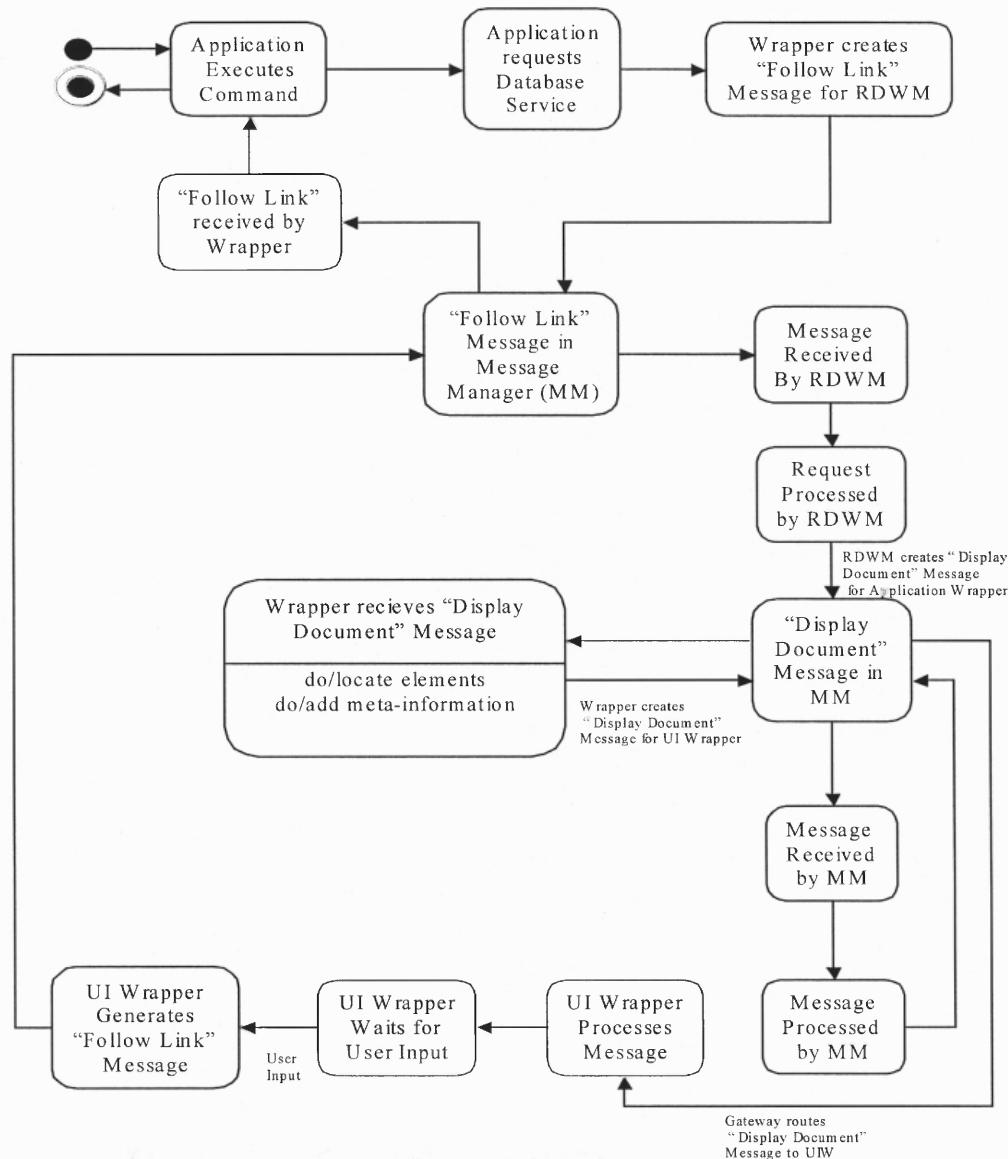 Application
Executes
Command
Application
requests
Database
Service
Wrapper creates
“Follow Link”
Message for RDWM
“Follow Link”
received by
Wrapper
“Follow Link”
Message in
Message
Manager (MM)
Message
Received
By RDWM
Request
Processed
by RDWM
RDWM creates “Display
Document” Message
for Application Wrapper
Wrapper recieves “Display
Document” Message
do/locate elements
do/add meta-information
“Display
Document”
Message in
MM
Wrapper creates
“Display Document”
Message for UI Wrapper
Message
Received
by MM
UI Wrapper
Generates
“Follow Link”
Message
User
Input
UI Wrapper
Waits for
User Input
UI Wrapper
Processes
Message
Message
Processed
by MM
Gateway routes
“Display Document”
Message to UIW